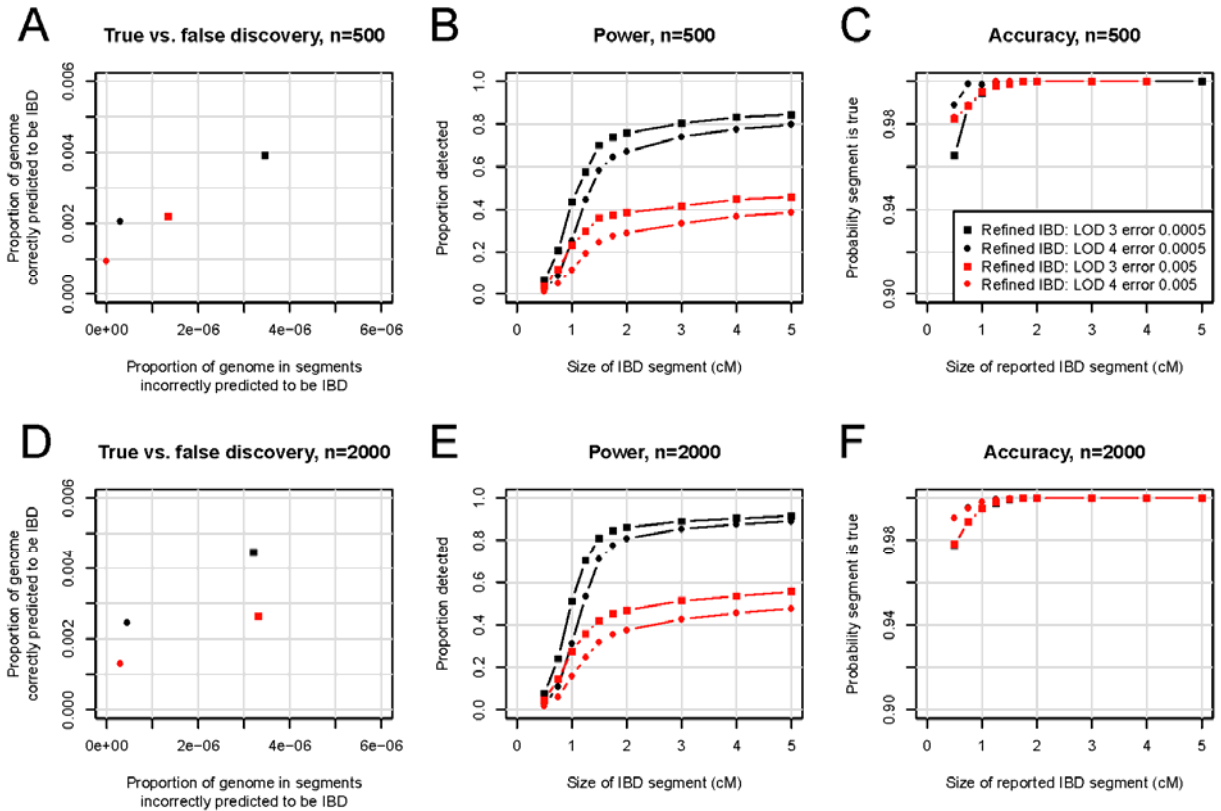 A
True vs. false discovery, n=500
Proportion of genome
correctly predicted to be IBD
0.006
0.004
0.002
0.000
0e+00 2e−06 4e−06 6e−06
Proportion of genome in segments
incorrectly predicted to be IBD
B
Power, n=500
Proportion detected
1.0
0.8
0.6
0.4
0.2
0.0
0 1 2 3 4 5
Size of IBD segment (cM)
C
Accuracy, n=500
Probability segment is true
0.98
0.94
0.90
Refined IBD: LOD 3 error 0.0005
Refined IBD: LOD 4 error 0.0005
Refined IBD: LOD 3 error 0.005
Refined IBD: LOD 4 error 0.005
0 1 2 3 4 5
Size of reported IBD segment (cM)
D
True vs. false discovery, n=2000
Proportion of genome
correctly predicted to be IBD
0.006
0.004
0.002
0.000
0e+00 2e−06 4e−06 6e−06
Proportion of genome in segments
incorrectly predicted to be IBD
E
Power, n=2000
Proportion detected
1.0
0.8
0.6
0.4
0.2
0.0
0 1 2 3 4 5
Size of IBD segment (cM)
F
Accuracy, n=2000
Probability segment is true
0.98
0.94
0.90
0 1 2 3 4 5
Size of reported IBD segment (cM)